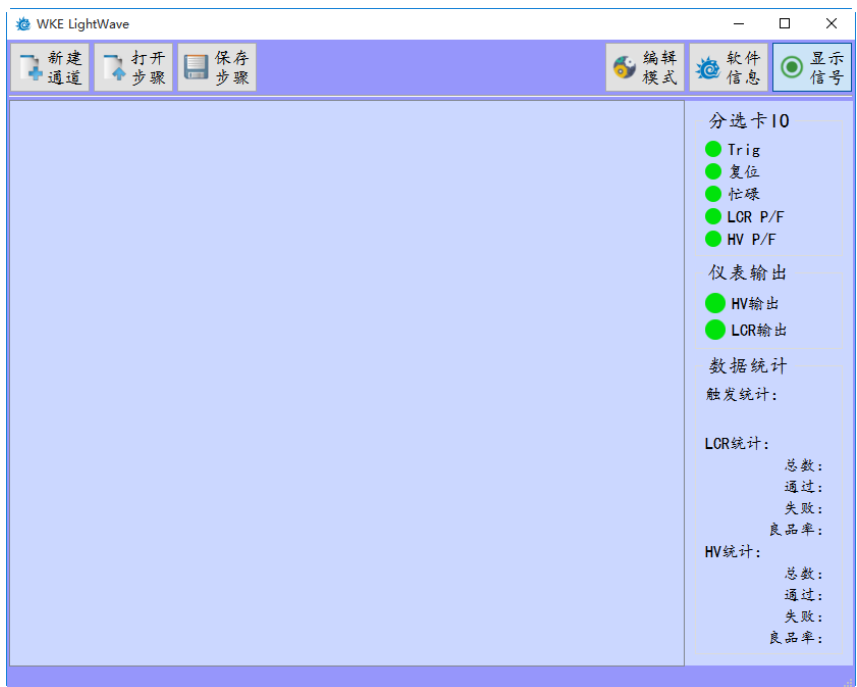 WKE LightWave
新建
通道
打开
步骤
保存
步骤
编辑
模式
软件
信息
显示
信号
分选卡IO
Trig
复位
忙碌
LCR P/F
HV P/F
仪表输出
HV输出
LCR输出
数据统计
触发统计:
LCR统计:
总数:
通过:
失败:
良品率:
HV统计:
总数:
通过:
失败:
良品率: